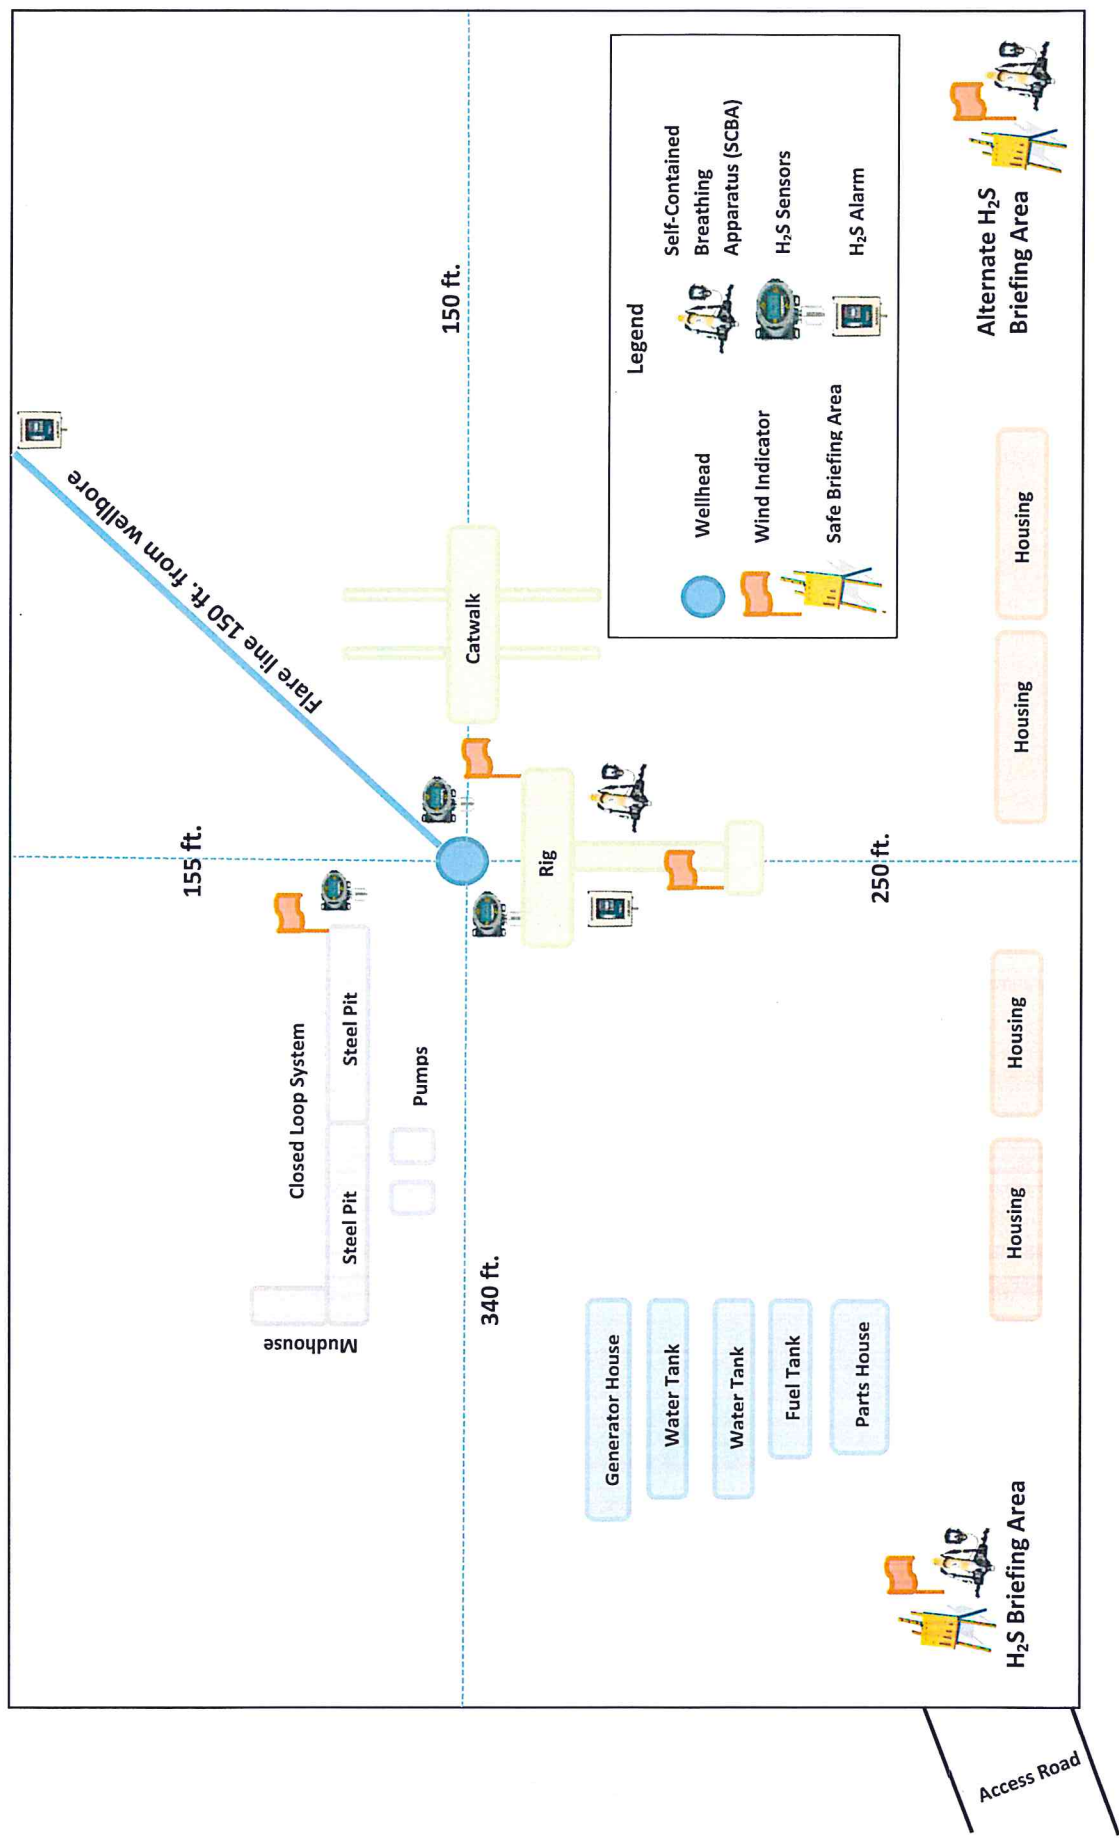 150 ft.
Flare line 150 ft. from wellbore
155 ft.
Catwalk
Rig
250 ft.
340 ft.
Closed Loop System
Steel Pit
Steel Pit
Pumps
Mudhouse
Generator House
Water Tank
Water Tank
Fuel Tank
Parts House
Housing
Housing
Housing
Housing
H₂S Briefing Area
Alternate H₂S
Briefing Area
Access Road
Legend
Wellhead
Wind Indicator
Safe Briefing Area
Self-Contained
Breathing
Apparatus (SCBA)
H₂S Sensors
H₂S Alarm